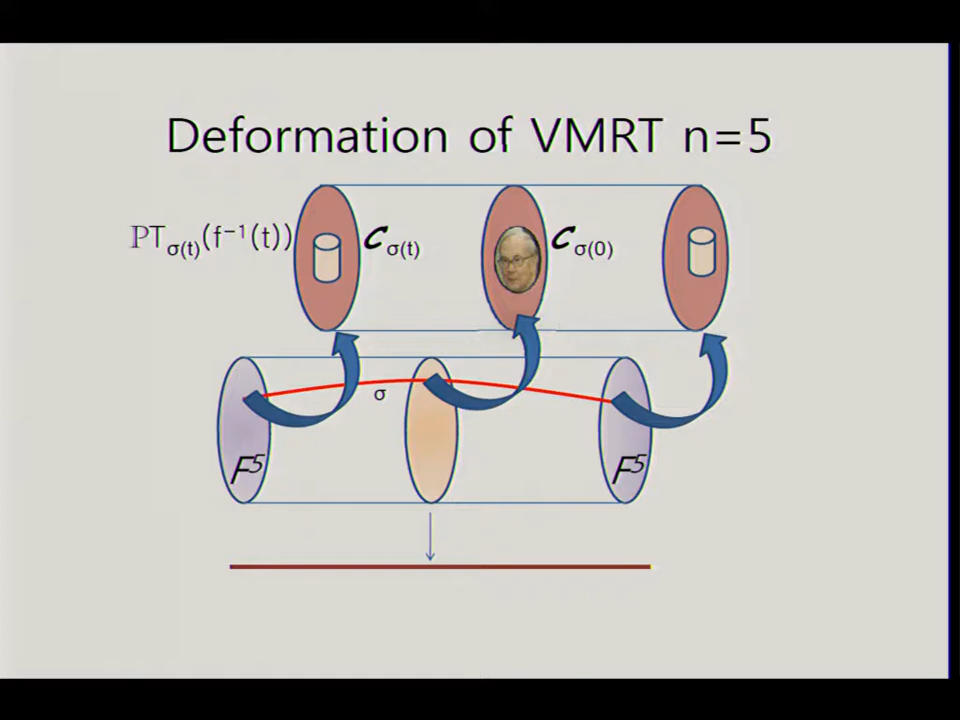 Deformation of VMRT n=5
ℙT_σ(t)(f⁻¹(t)) 𝒞_σ(t) 𝒞_σ(0)
σ
F⁵ F⁵